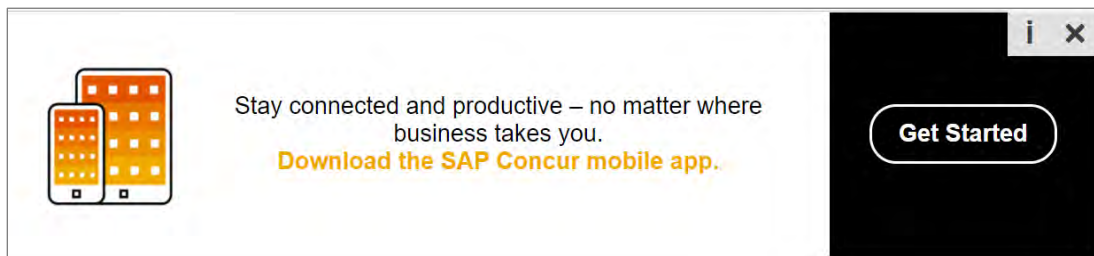 Stay connected and productive – no matter where
business takes you.
Download the SAP Concur mobile app.
i ×
Get Started